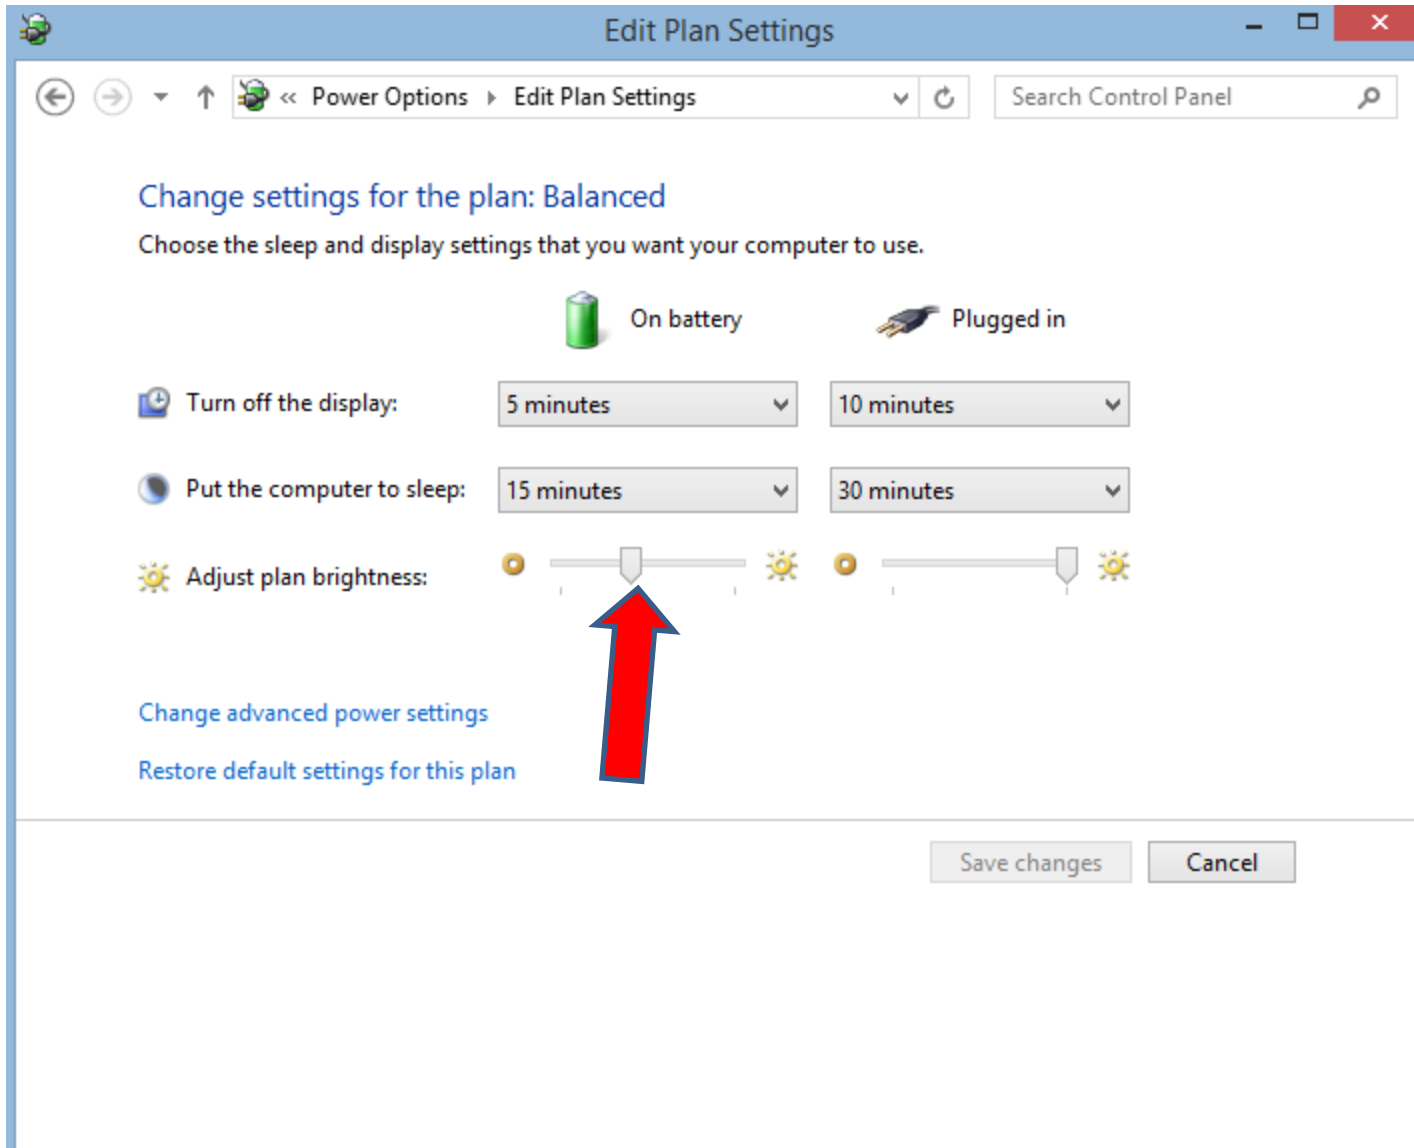 Edit Plan Settings
« Power Options Edit Plan Settings
Search Control Panel
Change settings for the plan: Balanced
Choose the sleep and display settings that you want your computer to use.
On battery Plugged in
Turn off the display: 5 minutes 10 minutes
Put the computer to sleep: 15 minutes 30 minutes
Adjust plan brightness:
Change advanced power settings
Restore default settings for this plan
Save changes Cancel